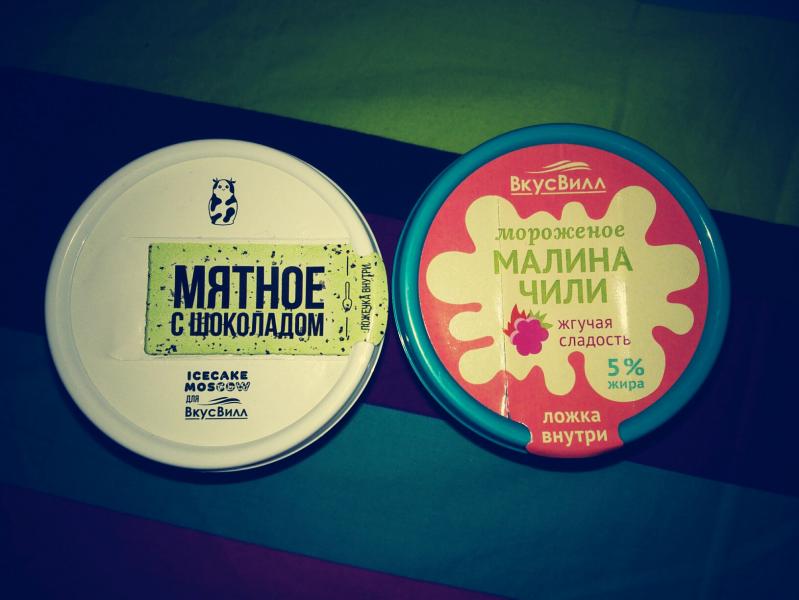 МЯТНОЕ
С ШОКОЛАДОМ
ЛОЖЕЧКА ВНУТРИ
ICECAKE
MOSCOW
ДЛЯ
ВкусВилл
ВкусВилл
мороженое
МАЛИНА
ЧИЛИ
жгучая
сладость
5%
жира
ложка
внутри